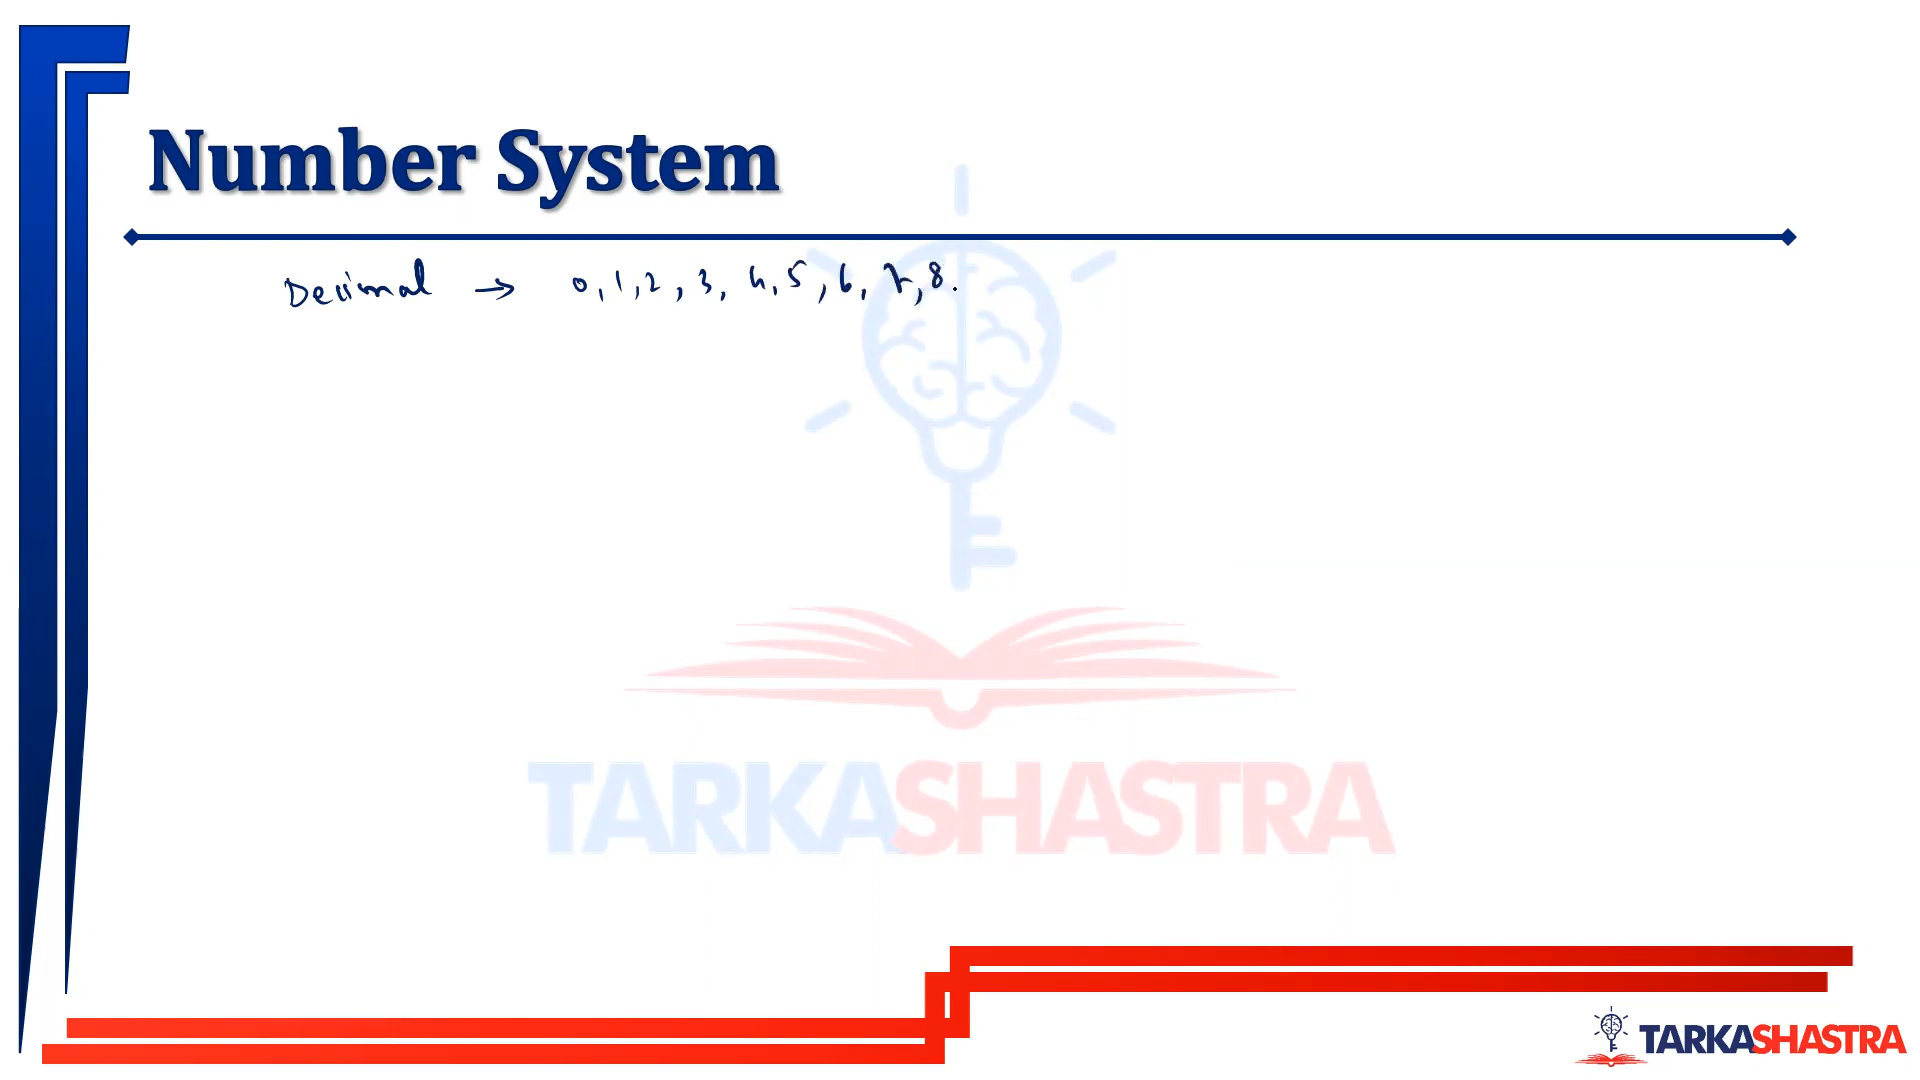 Number System
Decimal → 0, 1, 2, 3, 4, 5, 6, 7, 8.
TARKASHASTRA
TARKASHASTRA